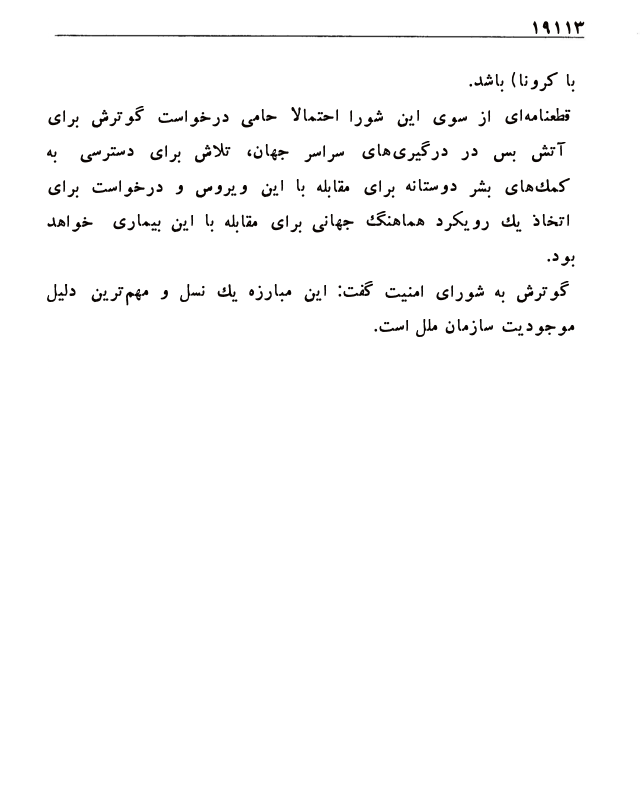 ۱۹۱۱۳
با کرونا) باشد.
قطعنامه‌ای از سوی این شورا احتمالا حامی درخواست گوترش برای
آتش بس در درگیری‌های سراسر جهان، تلاش برای دسترسی به
کمك‌های بشر دوستانه برای مقابله با این ویروس و درخواست برای
اتخاذ یك رویکرد هماهنگ جهانی برای مقابله با این بیماری خواهد
بود.
گوترش به شورای امنیت گفت: این مبارزه یك نسل و مهم‌ترین دلیل
موجودیت سازمان ملل است.